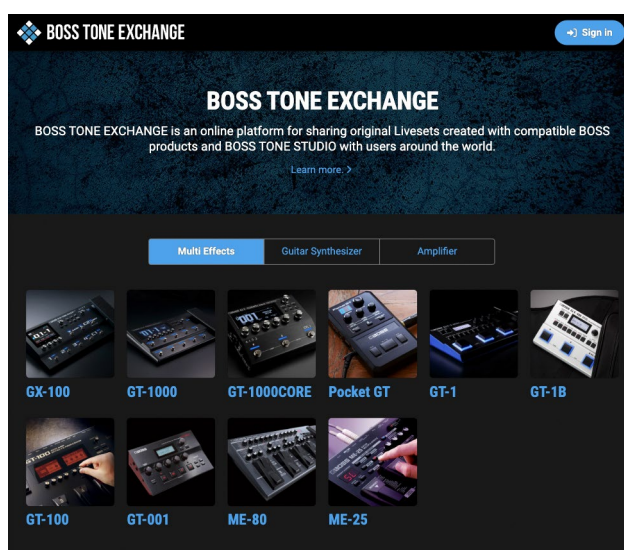 BOSS TONE EXCHANGE
Sign in
BOSS TONE EXCHANGE
BOSS TONE EXCHANGE is an online platform for sharing original Livesets created with compatible BOSS
products and BOSS TONE STUDIO with users around the world.
Learn more. >
Multi Effects
Guitar Synthesizer
Amplifier
GX-100
GT-1000
GT-1000CORE
Pocket GT
GT-1
GT-1B
GT-100
GT-001
ME-80
ME-25